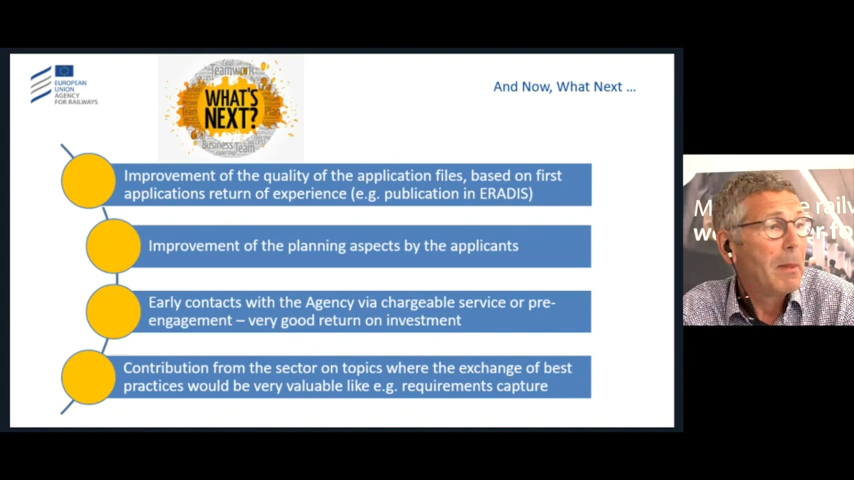 EUROPEAN
UNION
AGENCY
FOR RAILWAYS
Teamwork
WHAT'S
NEXT?
Business Team
And Now, What Next ...
Improvement of the quality of the application files, based on first
applications return of experience (e.g. publication in ERADIS)
Improvement of the planning aspects by the applicants
Early contacts with the Agency via chargeable service or pre-
engagement – very good return on investment
Contribution from the sector on topics where the exchange of best
practices would be very valuable like e.g. requirements capture